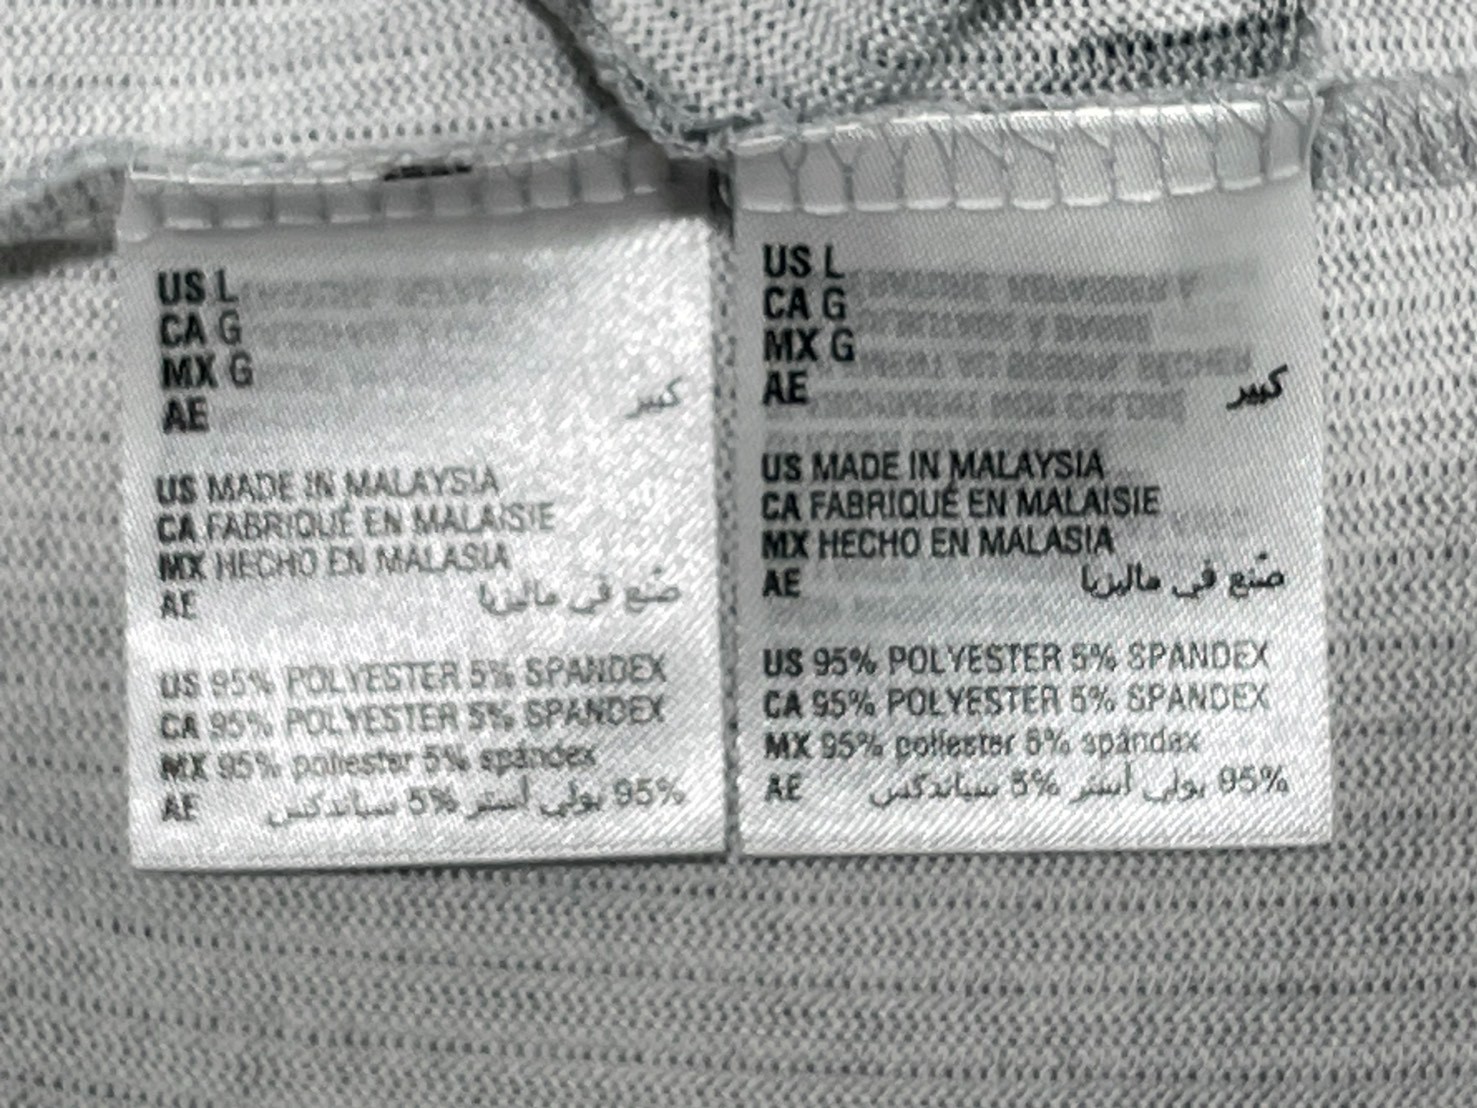 US L
CA G
MX G
AE كبير
US MADE IN MALAYSIA
CA FABRIQUÉ EN MALAISIE
MX HECHO EN MALASIA
AE صُنع في ماليزيا
US 95% POLYESTER 5% SPANDEX
CA 95% POLYESTER 5% SPANDEX
MX 95% poliester 5% spandex
AE 95% بولي أستر 5% سباندكس
US L
CA G
MX G
AE كبير
US MADE IN MALAYSIA
CA FABRIQUÉ EN MALAISIE
MX HECHO EN MALASIA
AE صُنع في ماليزيا
US 95% POLYESTER 5% SPANDEX
CA 95% POLYESTER 5% SPANDEX
MX 95% poliester 5% spandex
AE 95% بولي أستر 5% سباندكس